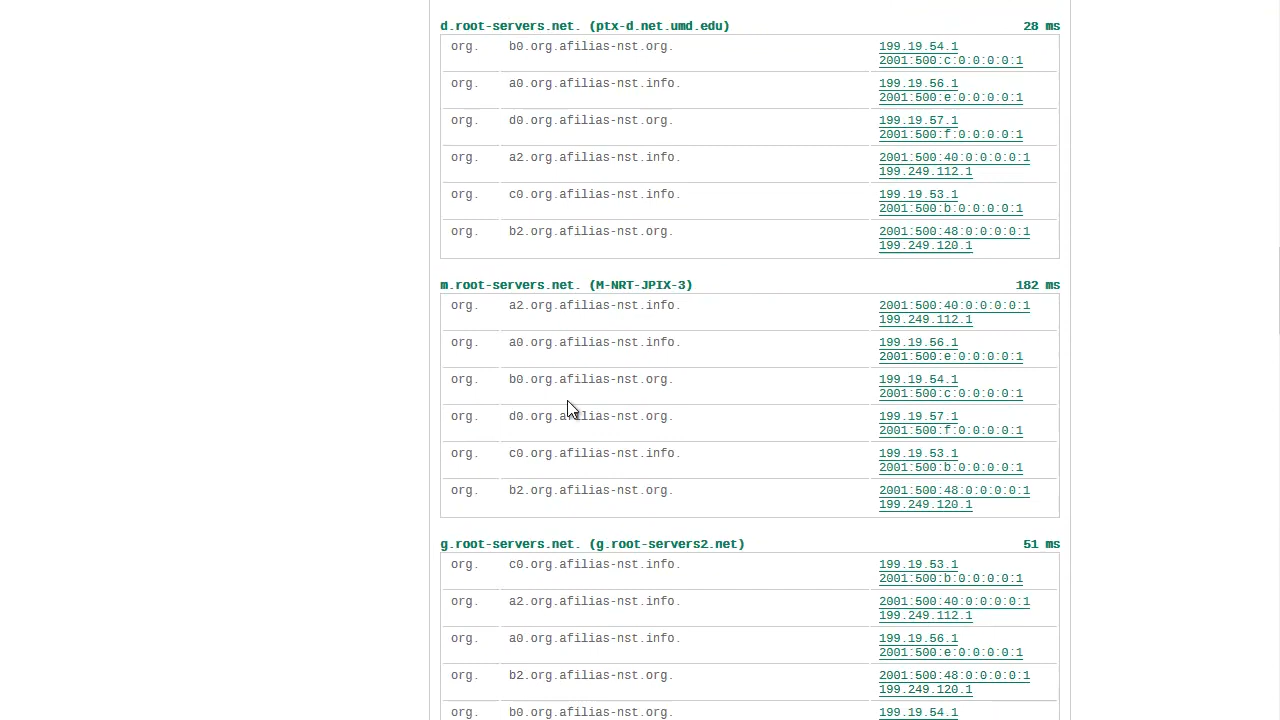 d.root-servers.net. (ptx-d.net.umd.edu) 28 ms
org. b0.org.afilias-nst.org. 199.19.54.1
2001:500:c:0:0:0:0:1
org. a0.org.afilias-nst.info. 199.19.56.1
2001:500:e:0:0:0:0:1
org. d0.org.afilias-nst.org. 199.19.57.1
2001:500:f:0:0:0:0:1
org. a2.org.afilias-nst.info. 2001:500:40:0:0:0:0:1
199.249.112.1
org. c0.org.afilias-nst.info. 199.19.53.1
2001:500:b:0:0:0:0:1
org. b2.org.afilias-nst.org. 2001:500:48:0:0:0:0:1
199.249.120.1
m.root-servers.net. (M-NRT-JPIX-3) 182 ms
org. a2.org.afilias-nst.info. 2001:500:40:0:0:0:0:1
199.249.112.1
org. a0.org.afilias-nst.info. 199.19.56.1
2001:500:e:0:0:0:0:1
org. b0.org.afilias-nst.org. 199.19.54.1
2001:500:c:0:0:0:0:1
org. d0.org.afilias-nst.org. 199.19.57.1
2001:500:f:0:0:0:0:1
org. c0.org.afilias-nst.info. 199.19.53.1
2001:500:b:0:0:0:0:1
org. b2.org.afilias-nst.org. 2001:500:48:0:0:0:0:1
199.249.120.1
g.root-servers.net. (g.root-servers2.net) 51 ms
org. c0.org.afilias-nst.info. 199.19.53.1
2001:500:b:0:0:0:0:1
org. a2.org.afilias-nst.info. 2001:500:40:0:0:0:0:1
199.249.112.1
org. a0.org.afilias-nst.info. 199.19.56.1
2001:500:e:0:0:0:0:1
org. b2.org.afilias-nst.org. 2001:500:48:0:0:0:0:1
199.249.120.1
org. b0.org.afilias-nst.org. 199.19.54.1